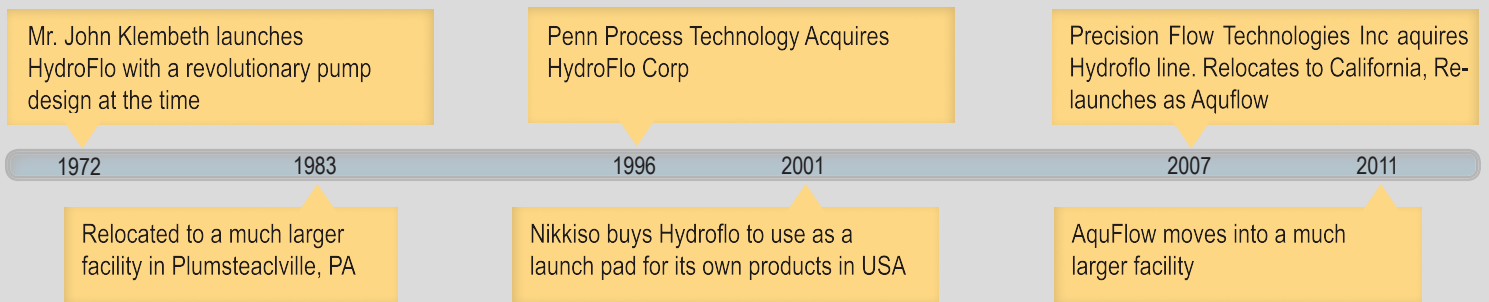 Mr. John Klembeth launches
HydroFlo with a revolutionary pump
design at the time
Penn Process Technology Acquires
HydroFlo Corp
Precision Flow Technologies Inc aquires
Hydroflo line. Relocates to California, Re-
launches as Aquflow
1972
1983
1996
2001
2007
2011
Relocated to a much larger
facility in Plumsteaclville, PA
Nikkiso buys Hydroflo to use as a
launch pad for its own products in USA
AquFlow moves into a much
larger facility